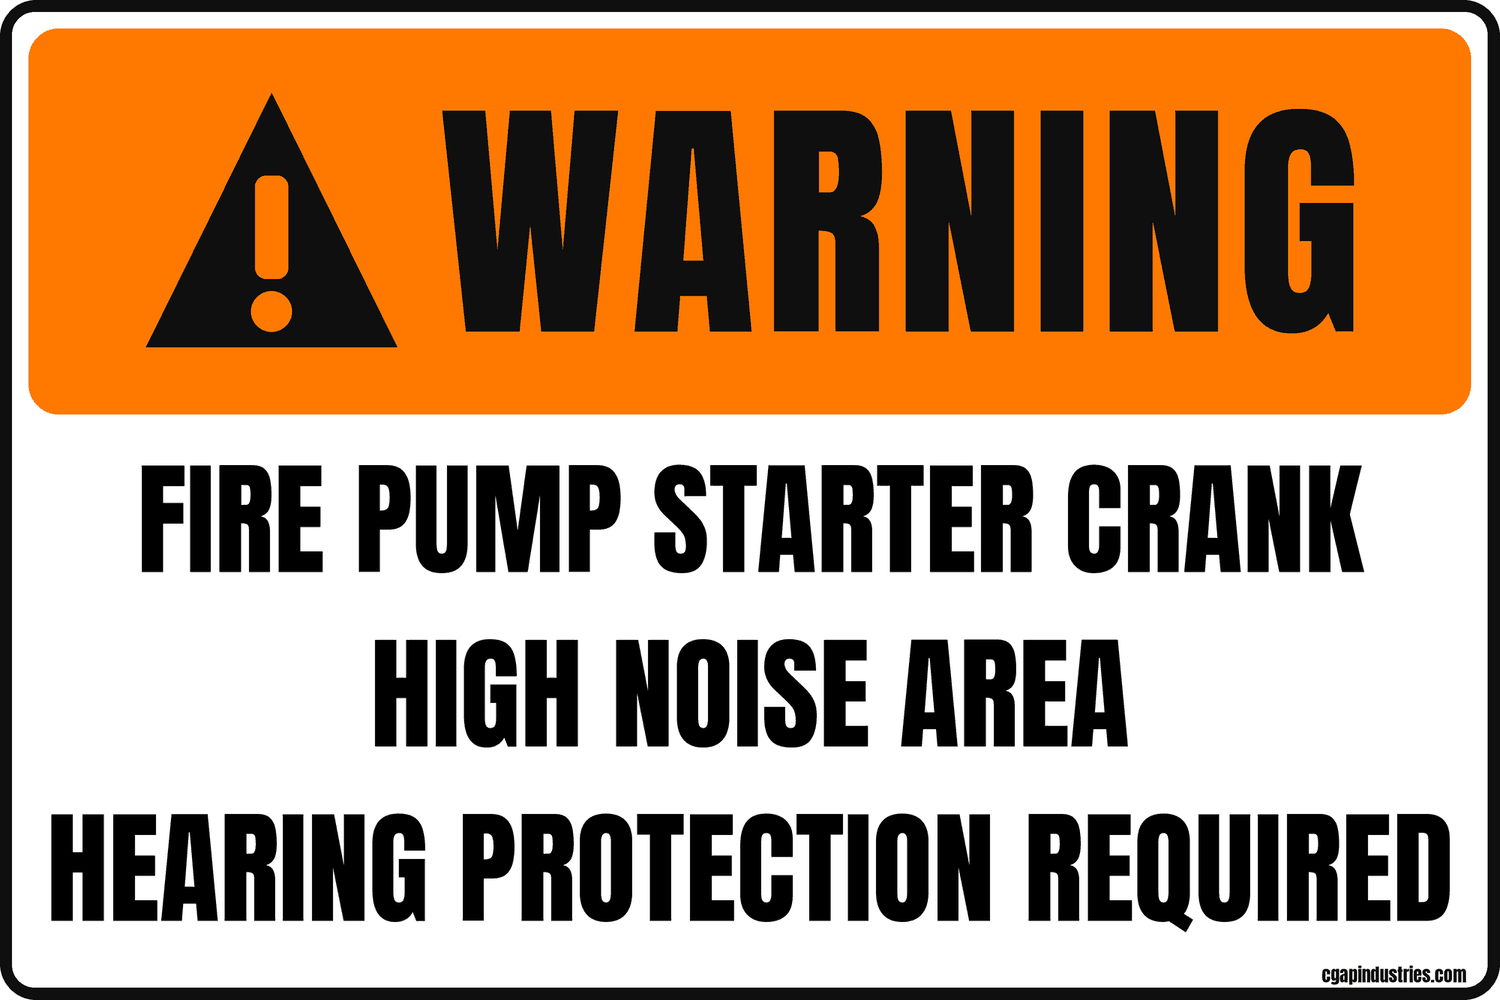 WARNING
FIRE PUMP STARTER CRANK
HIGH NOISE AREA
HEARING PROTECTION REQUIRED
cgapindustries.com